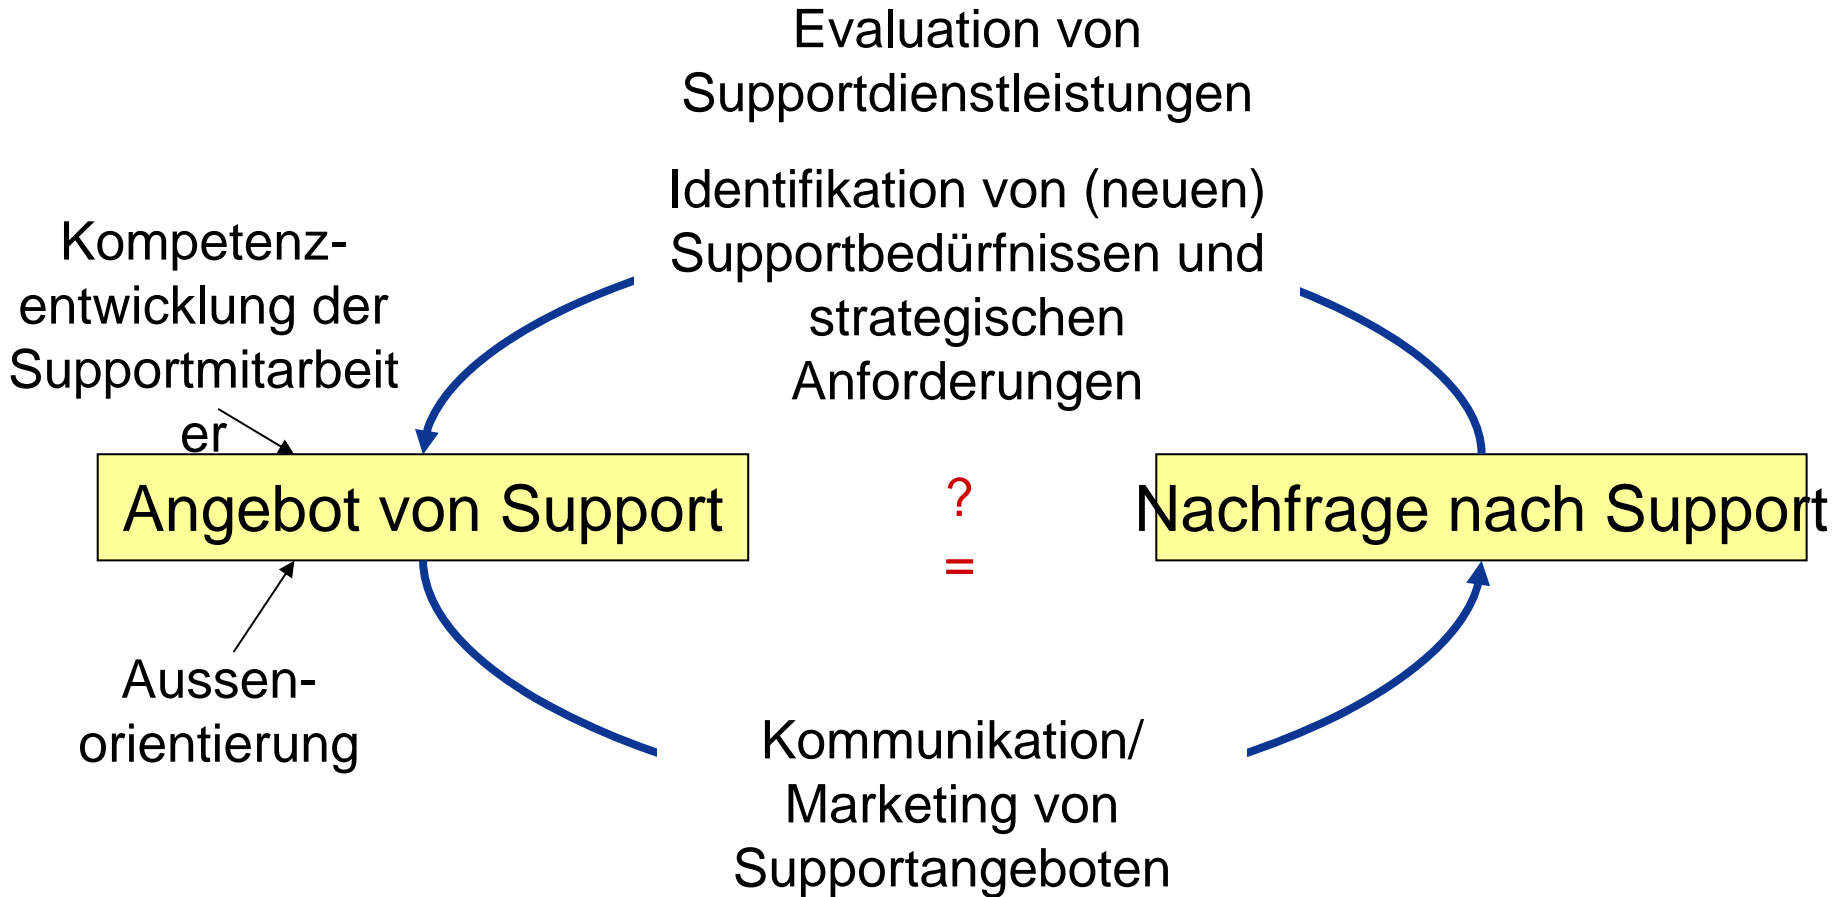 Evaluation von
Supportdienstleistungen
Identifikation von (neuen)
Supportbedürfnissen und
strategischen
Anforderungen
Kompetenz-
entwicklung der
Supportmitarbeit
er
Angebot von Support
?
=
Nachfrage nach Support
Aussen-
orientierung
Kommunikation/
Marketing von
Supportangeboten